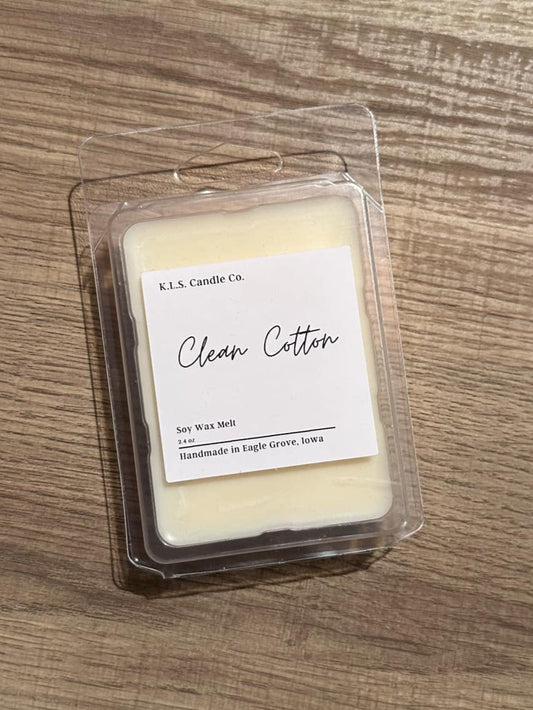 K.L.S. Candle Co.
Clean Cotton
Soy Wax Melt
2.4 oz
Handmade in Eagle Grove, Iowa